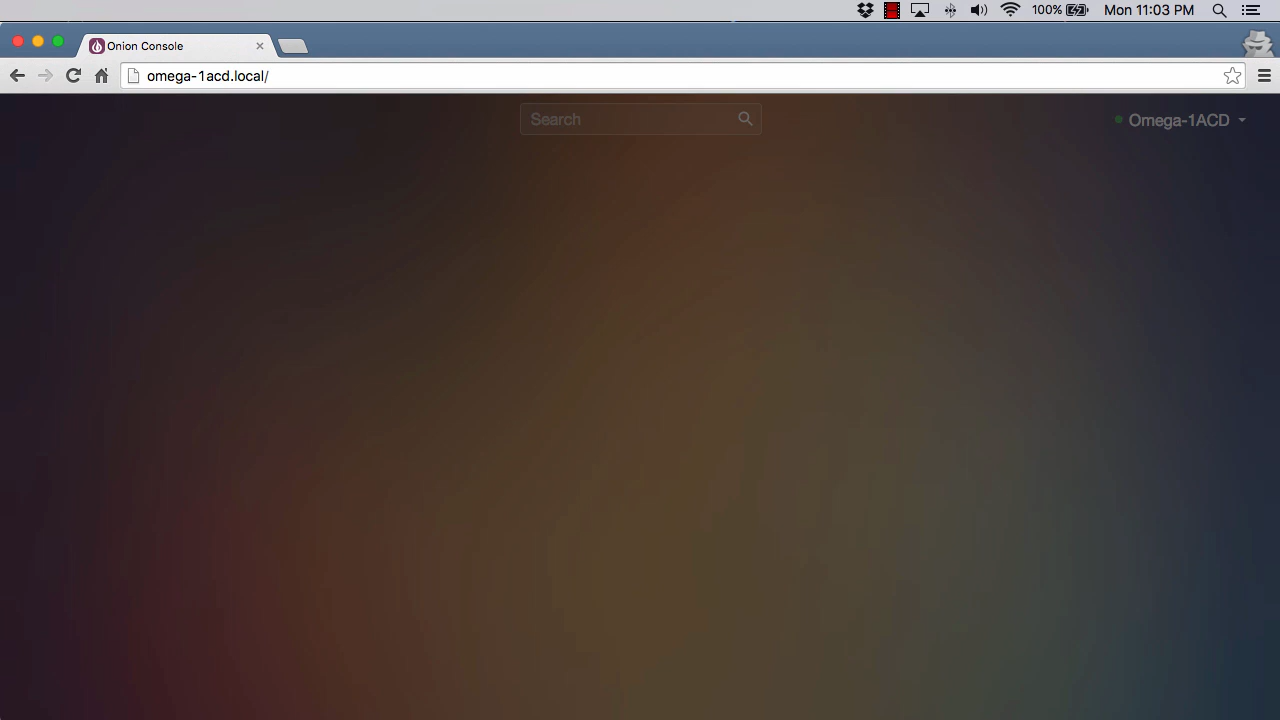 100% Mon 11:03 PM
Onion Console
omega-1acd.local/
Search
Omega-1ACD